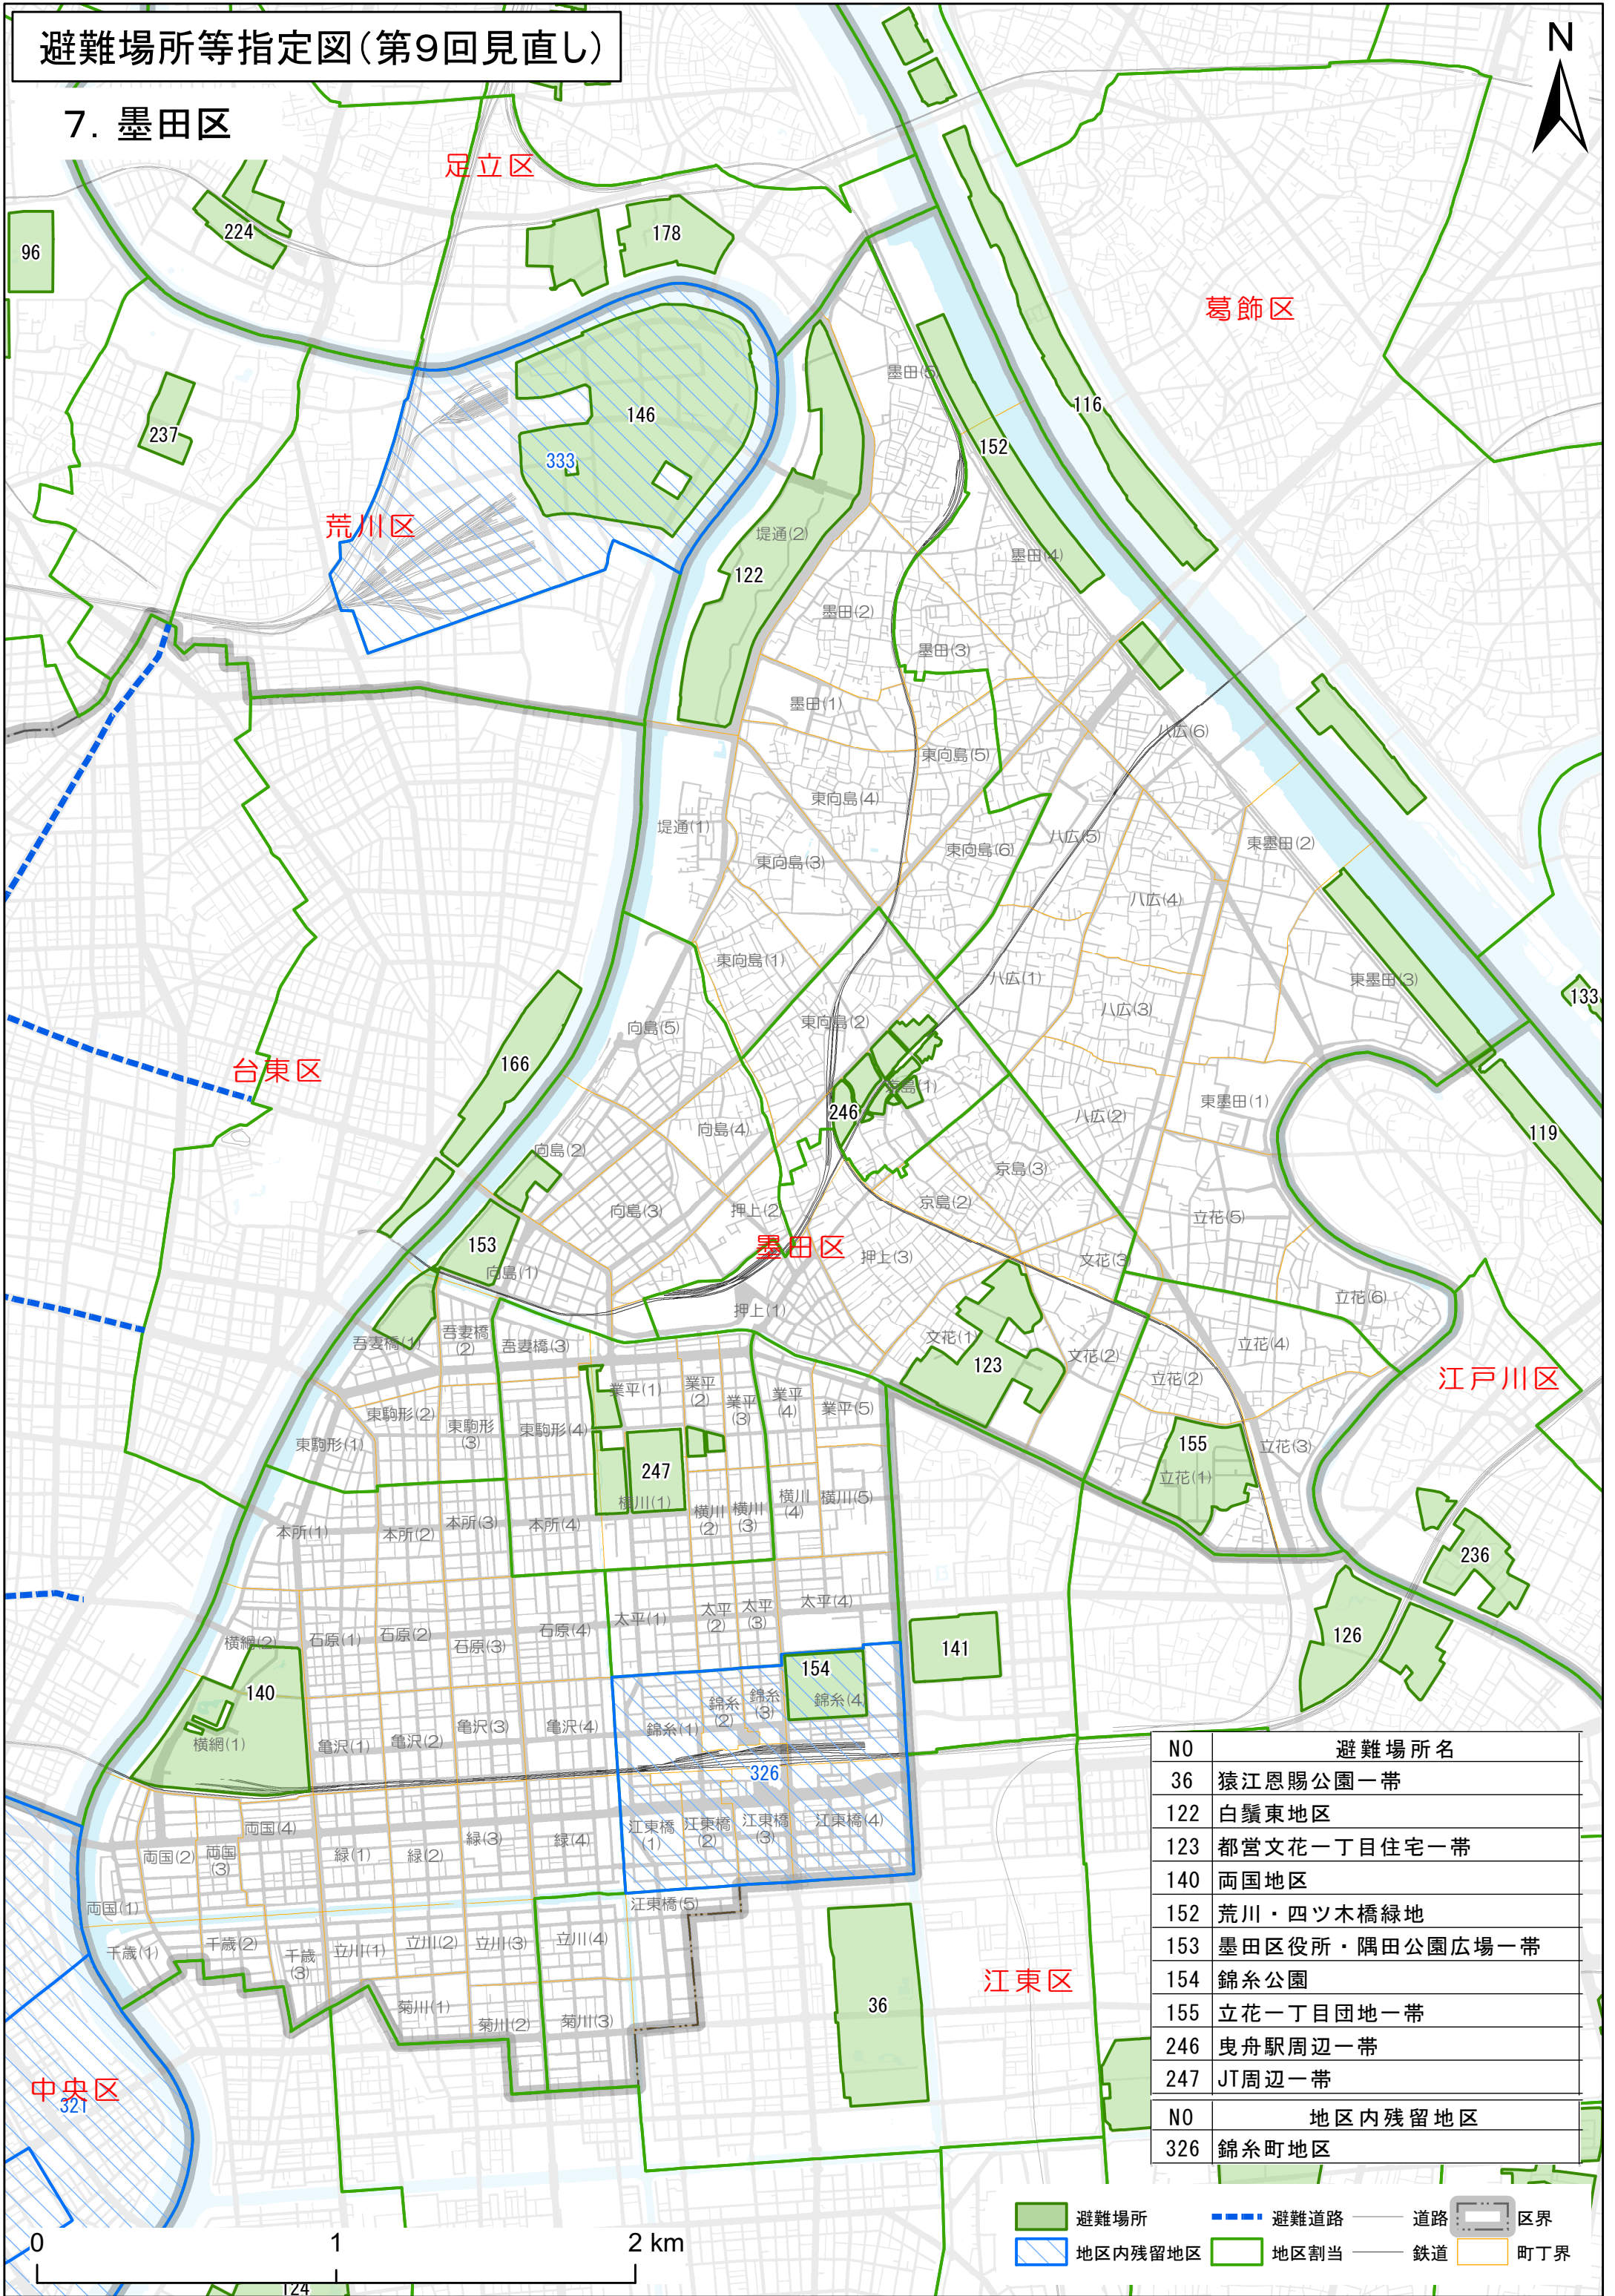 避難場所等指定図(第9回見直し)
7. 墨田区
N
足立区
葛飾区
荒川区
台東区
墨田区
江戸川区
江東区
中央区
96
224
178
237
146
333
116
152
122
166
153
246
123
133
119
155
247
236
126
141
154
140
326
36
321
124
墨田(5)
堤通(2)
墨田(4)
墨田(2)
墨田(3)
墨田(1)
八広(6)
東向島(5)
東向島(4)
堤通(1)
東向島(3)
東向島(6)
八広(5)
東墨田(2)
八広(4)
東向島(1)
八広(1)
東墨田(3)
向島(5)
東向島(2)
八広(3)
京島(1)
東墨田(1)
八広(2)
向島(4)
向島(2)
京島(3)
京島(2)
向島(3)
押上(2)
立花(5)
押上(3)
文花(3)
向島(1)
立花(6)
押上(1)
吾妻橋(1)
吾妻橋
(2)
吾妻橋(3)
文花(1)
文花(2)
立花(4)
立花(2)
業平(1)
業平
(2)
業平
(3)
業平
(4)
業平(5)
東駒形(2)
東駒形
(3)
東駒形(4)
東駒形(1)
立花(3)
立花(1)
横川(1)
横川
(2)
横川
(3)
横川
(4)
横川(5)
本所(1)
本所(2)
本所(3)
本所(4)
太平(1)
太平
(2)
太平
(3)
太平(4)
横網(2)
石原(1)
石原(2)
石原(3)
石原(4)
横網(1)
亀沢(1)
亀沢(2)
亀沢(3)
亀沢(4)
錦糸(1)
錦糸
(2)
錦糸
(3)
錦糸(4)
両国(4)
両国(2)
両国
(3)
緑(1)
緑(2)
緑(3)
緑(4)
江東橋
(1)
江東橋
(2)
江東橋
(3)
江東橋(4)
両国(1)
江東橋(5)
千歳(1)
千歳(2)
千歳
(3)
立川(1)
立川(2)
立川(3)
立川(4)
菊川(1)
菊川(2)
菊川(3)
NO 避難場所名
36 猿江恩賜公園一帯
122 白鬚東地区
123 都営文花一丁目住宅一帯
140 両国地区
152 荒川・四ツ木橋緑地
153 墨田区役所・隅田公園広場一帯
154 錦糸公園
155 立花一丁目団地一帯
246 曳舟駅周辺一帯
247 JT周辺一帯
NO 地区内残留地区
326 錦糸町地区
避難場所 避難道路 道路 区界
地区内残留地区 地区割当 鉄道 町丁界
0 1 2 km